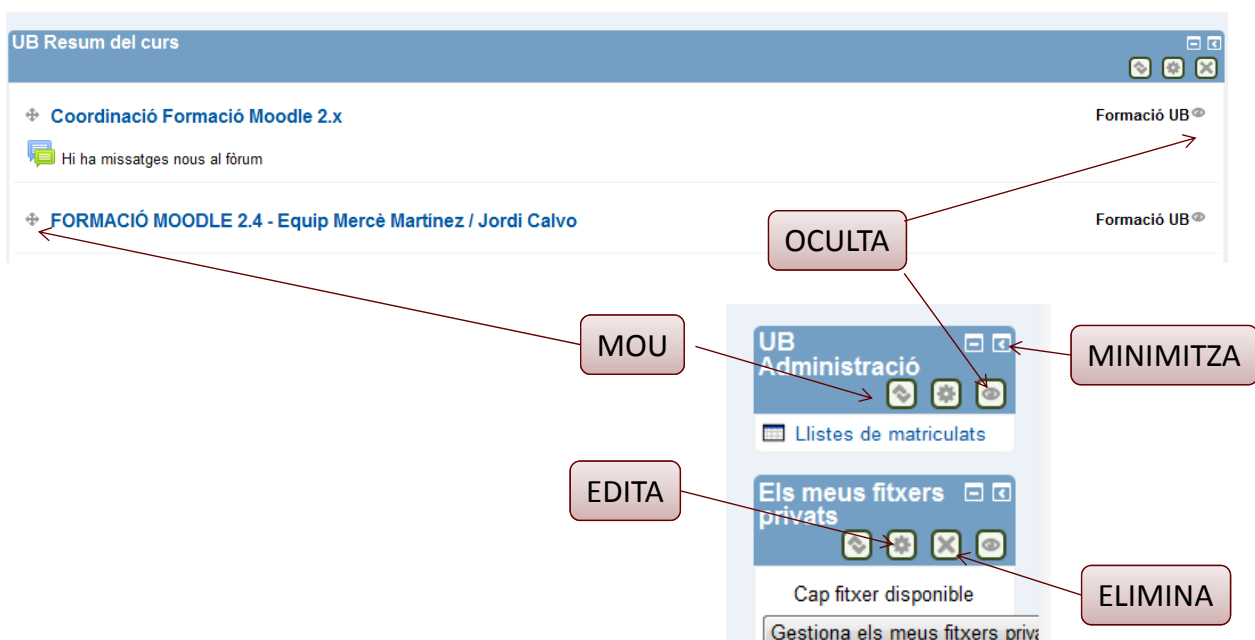 UB Resum del curs
Coordinació Formació Moodle 2.x
Formació UB
Hi ha missatges nous al fòrum
FORMACIÓ MOODLE 2.4 - Equip Mercè Martínez / Jordi Calvo
Formació UB
OCULTA
MOU
UB
Administració
MINIMITZA
Llistes de matriculats
EDITA
Els meus fitxers
privats
Cap fitxer disponible
ELIMINA
Gestiona els meus fitxers priva